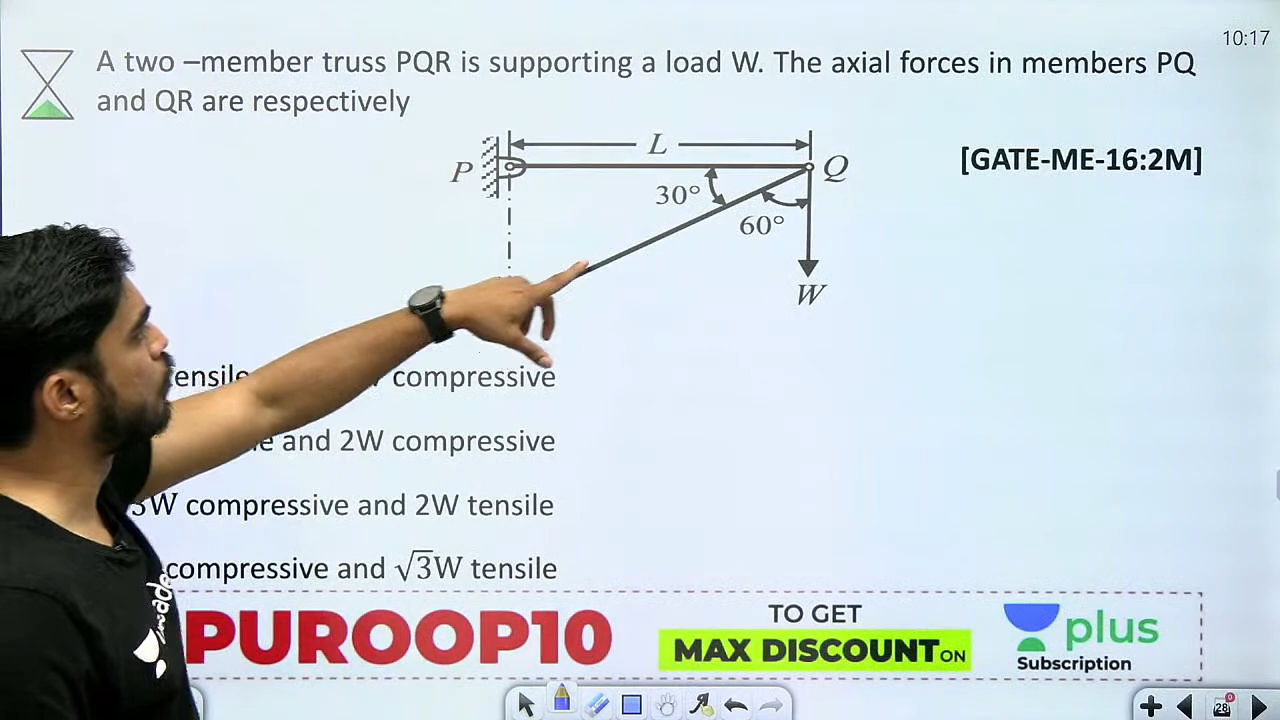 10:17
A two –member truss PQR is supporting a load W. The axial forces in members PQ
and QR are respectively
[GATE-ME-16:2M]
L
P
Q
30°
60°
W
compressive
and 2W compressive
3W compressive and 2W tensile
compressive and √3W tensile
PUROOP10
TO GET
MAX DISCOUNT ON
plus
Subscription
28